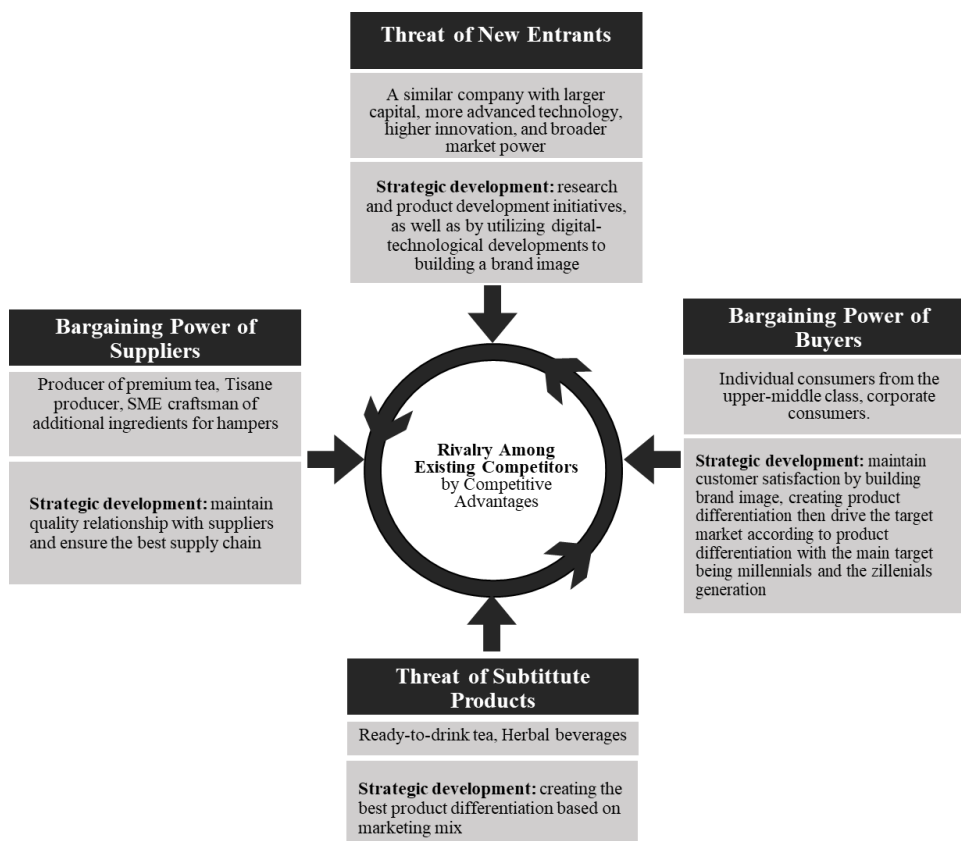 Threat of New Entrants
A similar company with larger
capital, more advanced technology,
higher innovation, and broader
market power
Strategic development: research
and product development initiatives,
as well as by utilizing digital-
technological developments to
building a brand image
Bargaining Power of
Suppliers
Producer of premium tea, Tisane
producer, SME craftsman of
additional ingredients for hampers
Strategic development: maintain
quality relationship with suppliers
and ensure the best supply chain
Rivalry Among
Existing Competitors
by Competitive
Advantages
Bargaining Power of
Buyers
Individual consumers from the
upper-middle class, corporate
consumers.
Strategic development: maintain
customer satisfaction by building
brand image, creating product
differentiation then drive the target
market according to product
differentiation with the main target
being millennials and the zillenials
generation
Threat of Subtittute
Products
Ready-to-drink tea, Herbal beverages
Strategic development: creating the
best product differentiation based on
marketing mix